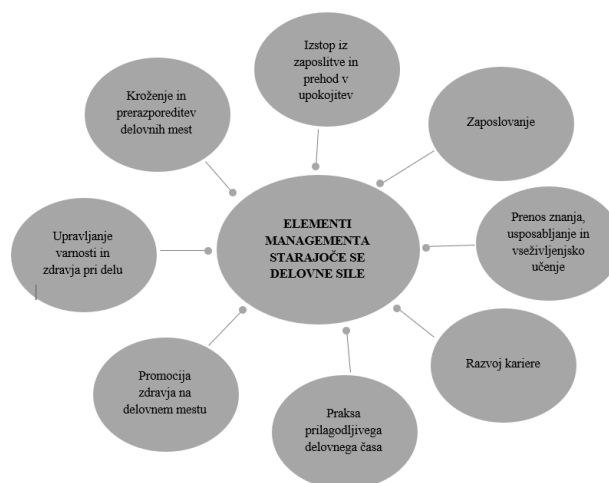 Izstop iz
zaposlitve in
prehod v
upokojitev
Kroženje in
prerazporeditev
delovnih mest
Zaposlovanje
ELEMENTI
MANAGEMENTA
STARAJOČE SE
DELOVNE SILE
Prenos znanja,
usposabljanje in
vseživljenjsko
učenje
Upravljanje
varnosti in
zdravja pri delu
Razvoj kariere
Promocija
zdravja na
delovnem mestu
Praksa
prilagodljivega
delovnega časa